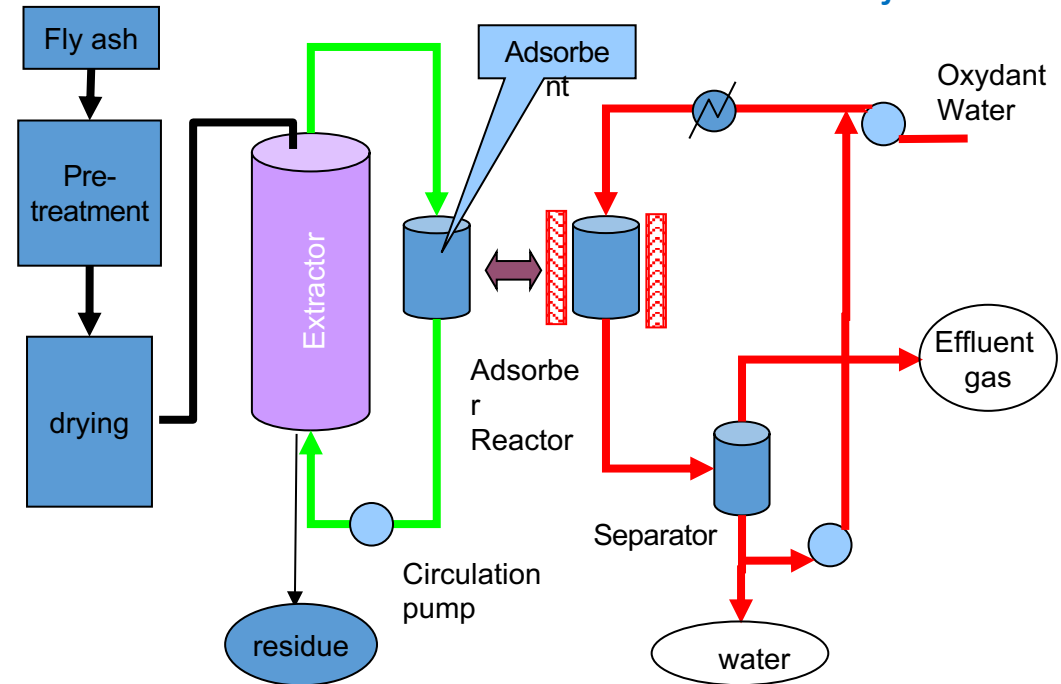 Fly ash
Pre-
treatment
drying
Extractor
residue
Adsorbe
nt
Circulation
pump
Adsorbe
r
Reactor
Oxydant
Water
Effluent
gas
Separator
water